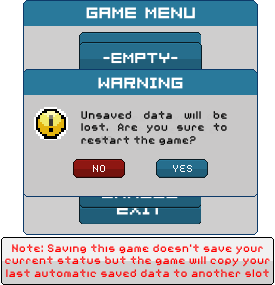 GAME MENU
-EMPTY-
WARNING
Unsaved data will be
lost. Are you sure to
restart the game?
NO
YES
EXIT
Note: Saving this game doesn't save your
current status but the game will copy your
last automatic saved data to another slot